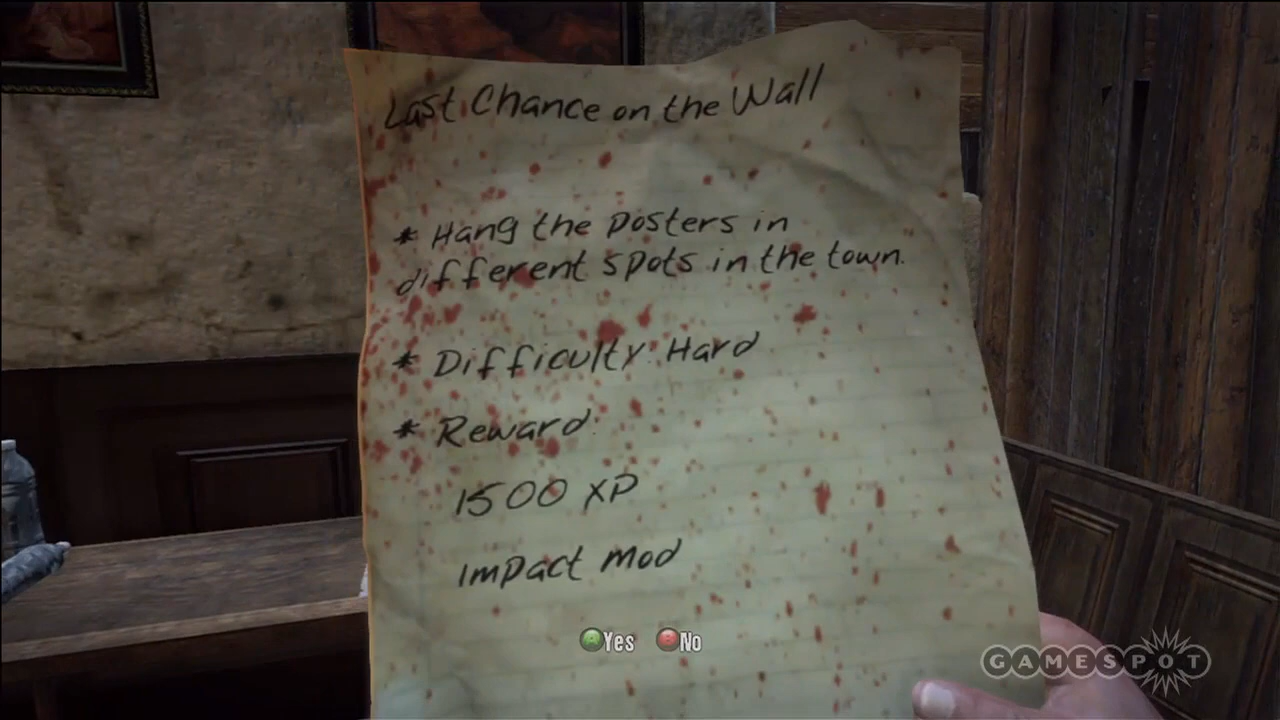 Last Chance on the Wall
* Hang the posters in
different spots in the town.
* Difficulty: Hard
* Reward:
1500 XP
Impact mod
A Yes B No
GAMESPOT